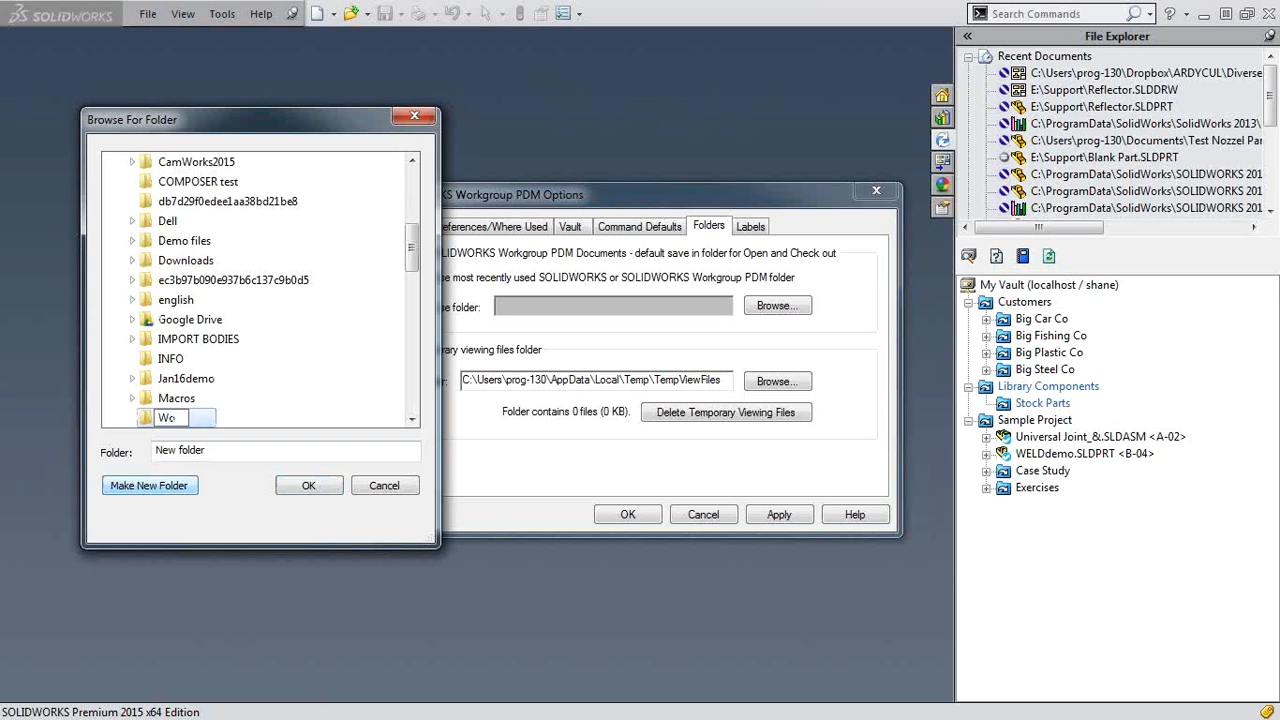 SOLIDWORKS
File View Tools Help
Search Commands
File Explorer
Recent Documents
C:\Users\prog-130\Dropbox\ARDYCUL\Diverse
E:\Support\Reflector.SLDDRW
E:\Support\Reflector.SLDPRT
C:\ProgramData\SolidWorks\SolidWorks 2013\
C:\Users\prog-130\Documents\Test Nozzel Pa
E:\Support\Blank Part.SLDPRT
C:\ProgramData\SolidWorks\SOLIDWORKS 201
C:\ProgramData\SolidWorks\SOLIDWORKS 201
C:\ProgramData\SolidWorks\SOLIDWORKS 201
My Vault (localhost / shane)
Customers
Big Car Co
Big Fishing Co
Big Plastic Co
Big Steel Co
Library Components
Stock Parts
Sample Project
Universal Joint_&.SLDASM <A-02>
WELDdemo.SLDPRT <B-04>
Case Study
Exercises
Browse For Folder
CamWorks2015
COMPOSER test
db7d29f0edee1aa38bd21be8
Dell
Demo files
Downloads
ec3b97b090e937b6c137c9b0d5
english
Google Drive
IMPORT BODIES
INFO
Jan16demo
Macros
Wo
Folder: New folder
Make New Folder OK Cancel
KS Workgroup PDM Options
eferences/Where Used Vault Command Defaults Folders Labels
LIDWORKS Workgroup PDM Documents - default save in folder for Open and Check out
e most recently used SOLIDWORKS or SOLIDWORKS Workgroup PDM folder
e folder: Browse...
rary viewing files folder
r: C:\Users\prog-130\AppData\Local\Temp\TempViewFiles Browse...
Folder contains 0 files (0 KB). Delete Temporary Viewing Files
OK Cancel Apply Help
SOLIDWORKS Premium 2015 x64 Edition